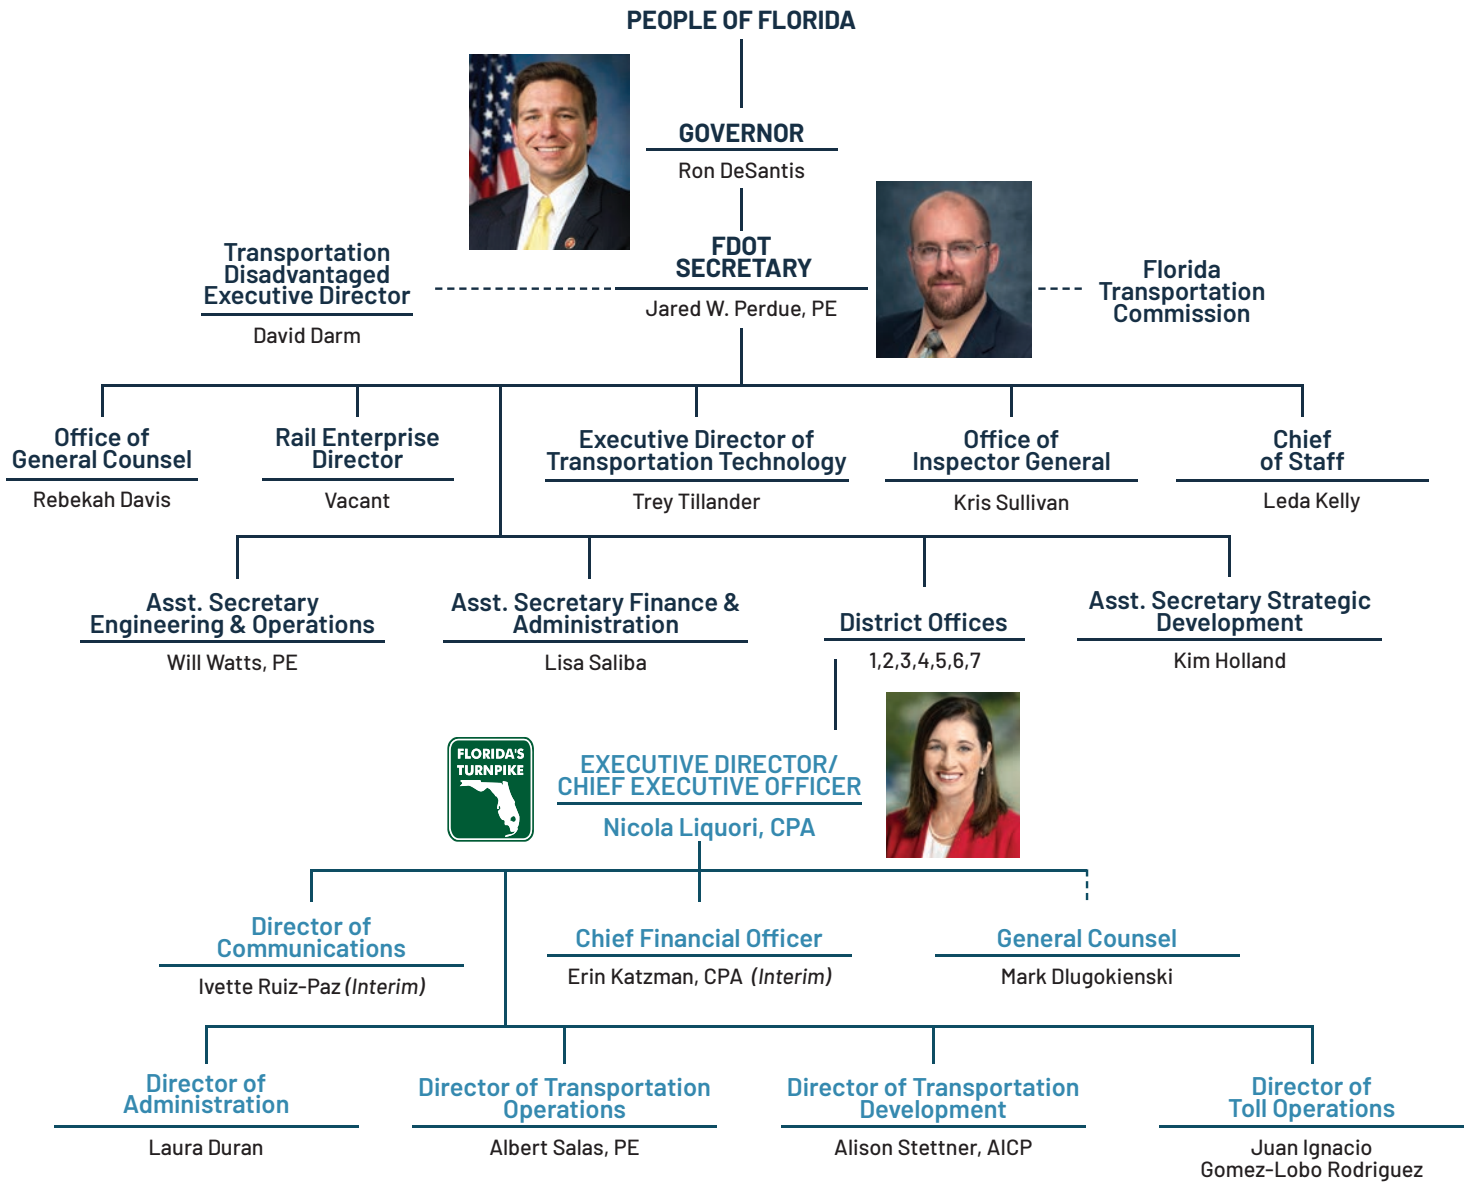 PEOPLE OF FLORIDA
GOVERNOR
Ron DeSantis
FDOT
SECRETARY
Jared W. Perdue, PE
Transportation
Disadvantaged
Executive Director
David Darm
Florida
Transportation
Commission
Office of
General Counsel
Rebekah Davis
Rail Enterprise
Director
Vacant
Executive Director of
Transportation Technology
Trey Tillander
Office of
Inspector General
Kris Sullivan
Chief
of Staff
Leda Kelly
Asst. Secretary
Engineering & Operations
Will Watts, PE
Asst. Secretary Finance &
Administration
Lisa Saliba
District Offices
1,2,3,4,5,6,7
Asst. Secretary Strategic
Development
Kim Holland
FLORIDA'S
TURNPIKE
EXECUTIVE DIRECTOR/
CHIEF EXECUTIVE OFFICER
Nicola Liquori, CPA
Director of
Communications
Ivette Ruiz-Paz (Interim)
Chief Financial Officer
Erin Katzman, CPA (Interim)
General Counsel
Mark Dlugokienski
Director of
Administration
Laura Duran
Director of Transportation
Operations
Albert Salas, PE
Director of Transportation
Development
Alison Stettner, AICP
Director of
Toll Operations
Juan Ignacio
Gomez-Lobo Rodriguez